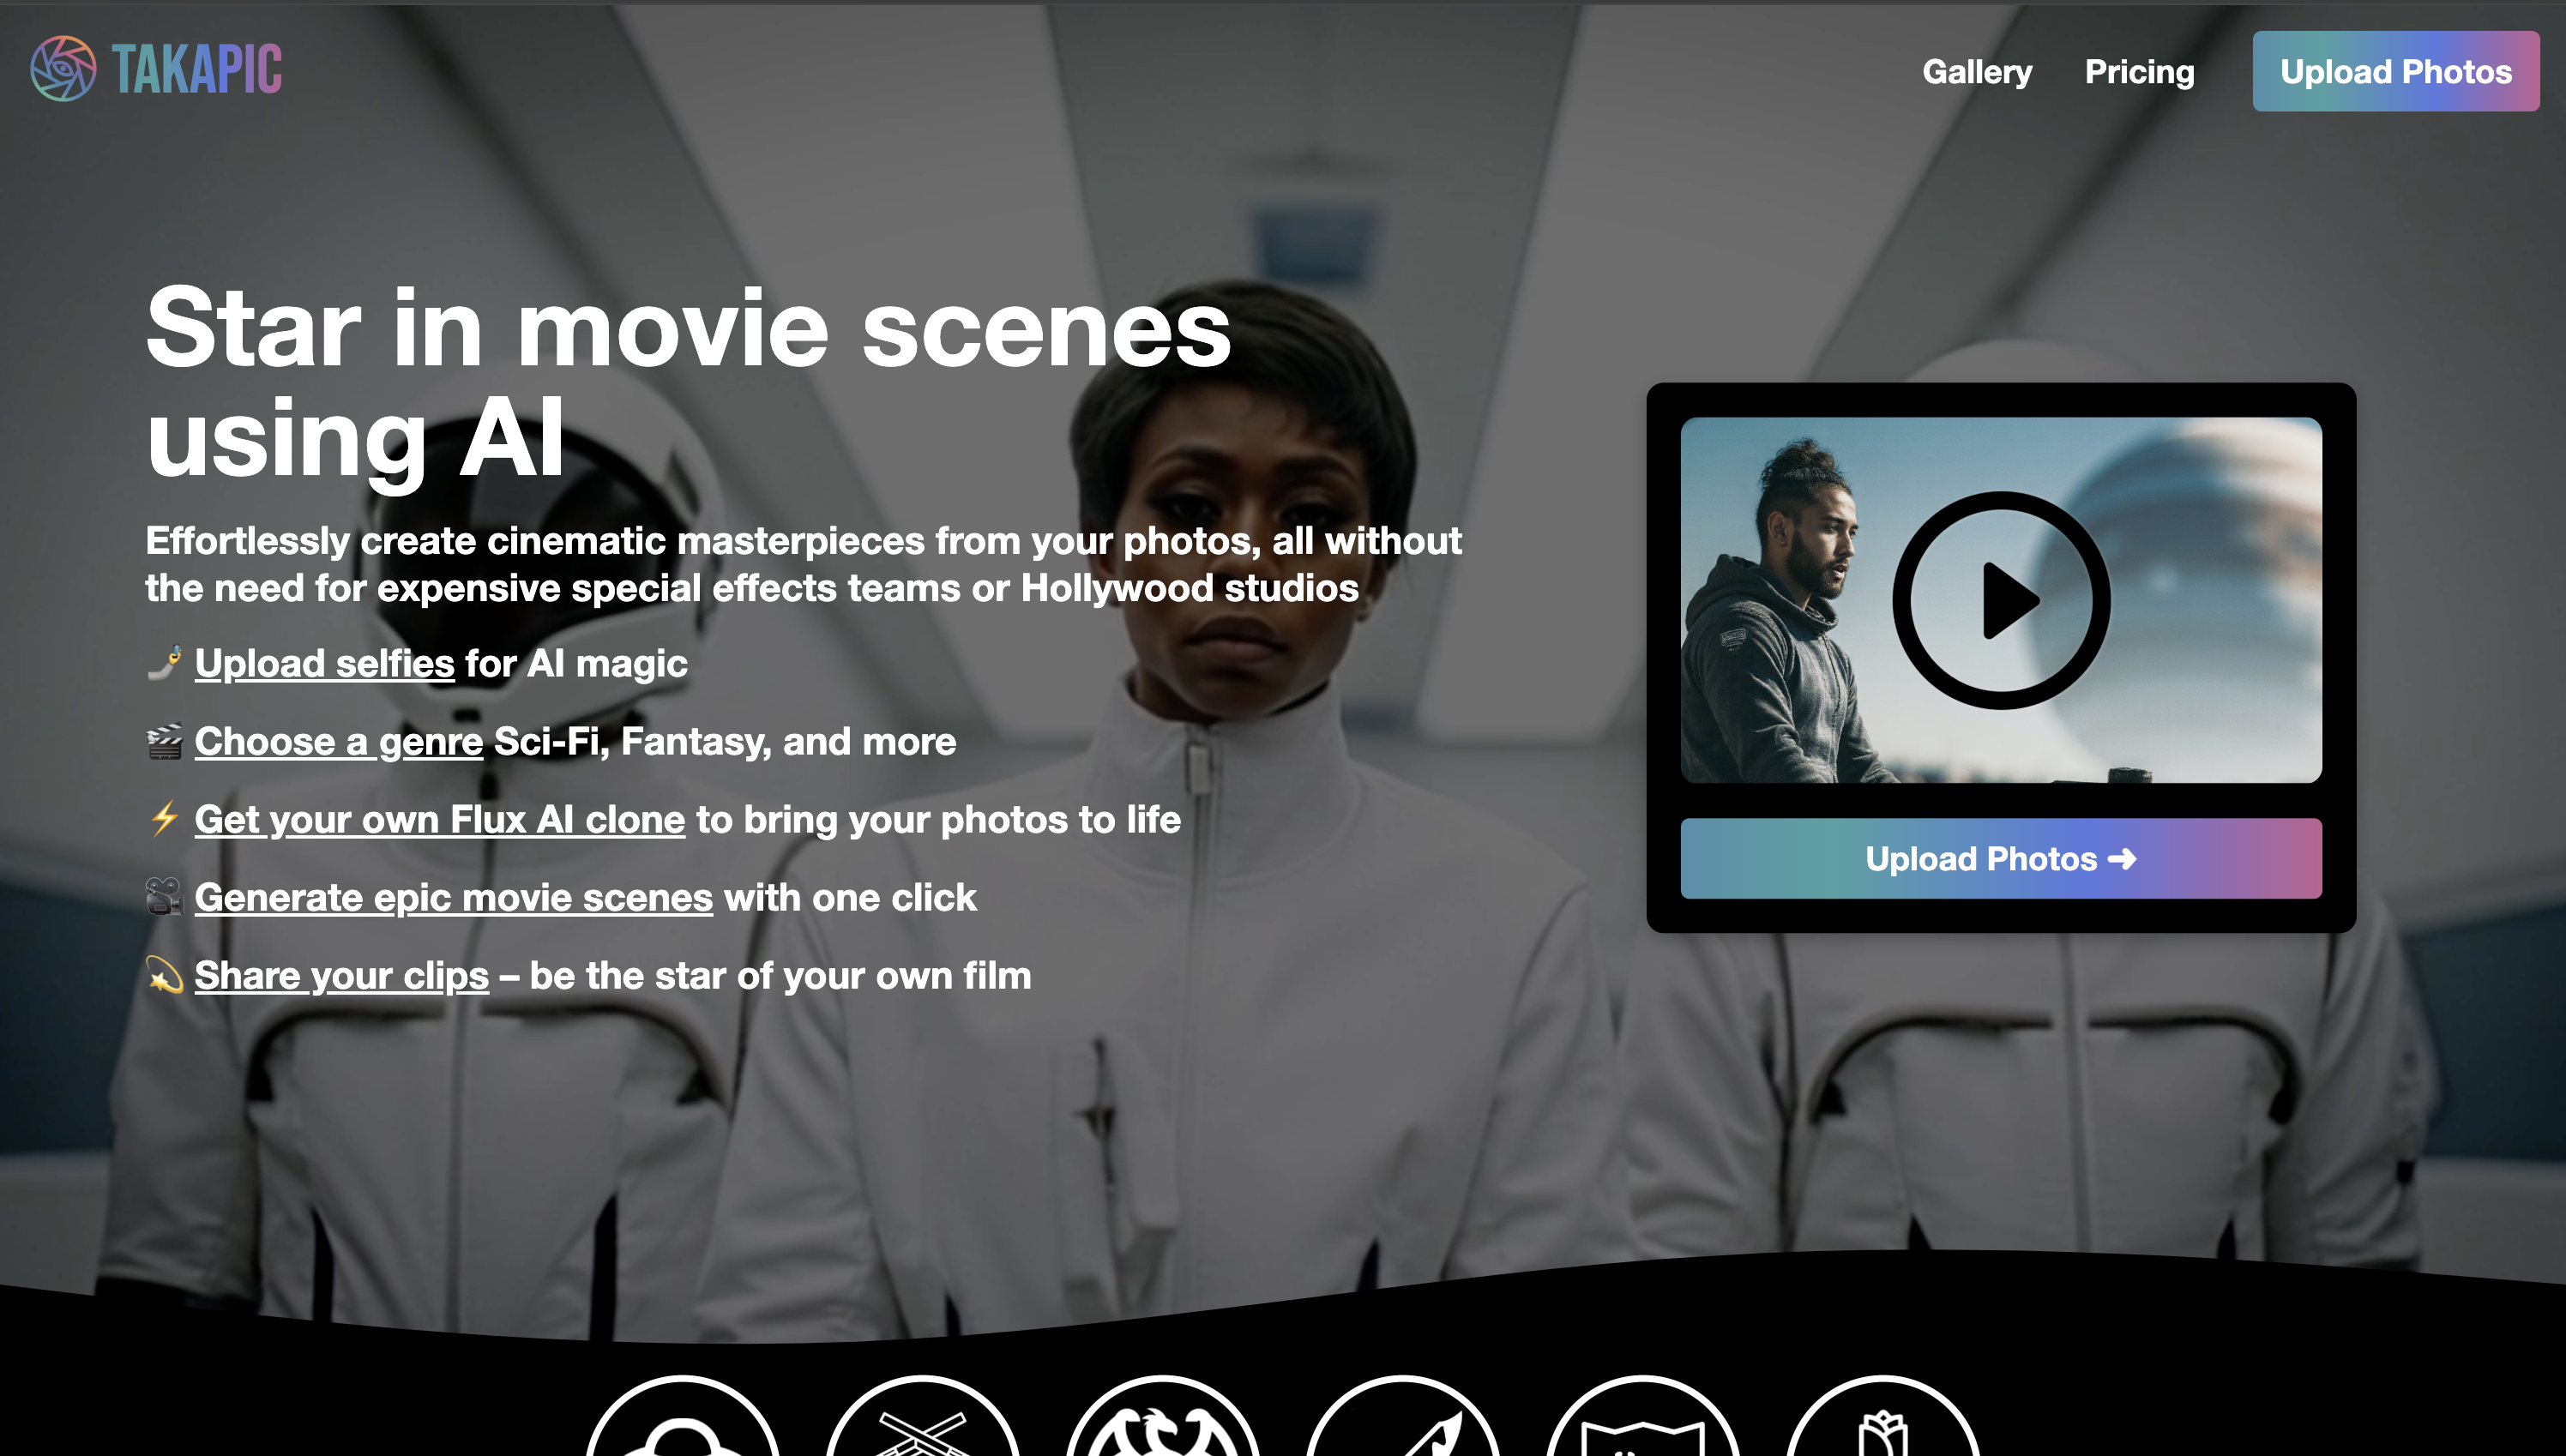 TAKAPIC
Gallery
Pricing
Upload Photos
Star in movie scenes
using AI
Effortlessly create cinematic masterpieces from your photos, all without
the need for expensive special effects teams or Hollywood studios
Upload selfies for AI magic
Choose a genre Sci-Fi, Fantasy, and more
Get your own Flux AI clone to bring your photos to life
Generate epic movie scenes with one click
Share your clips – be the star of your own film
Upload Photos ➜